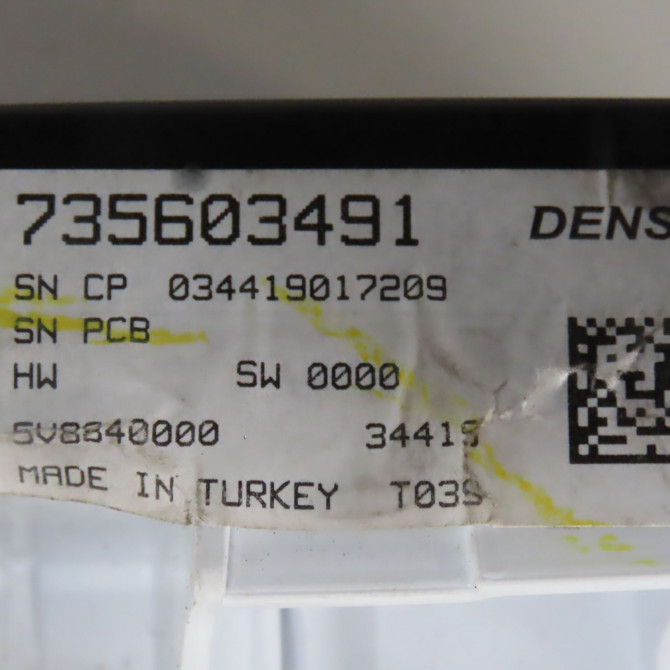 735603491 DENS
SN CP 034419017209
SN PCB
HW SW 0000
5V8840000 34419
MADE IN TURKEY T03S